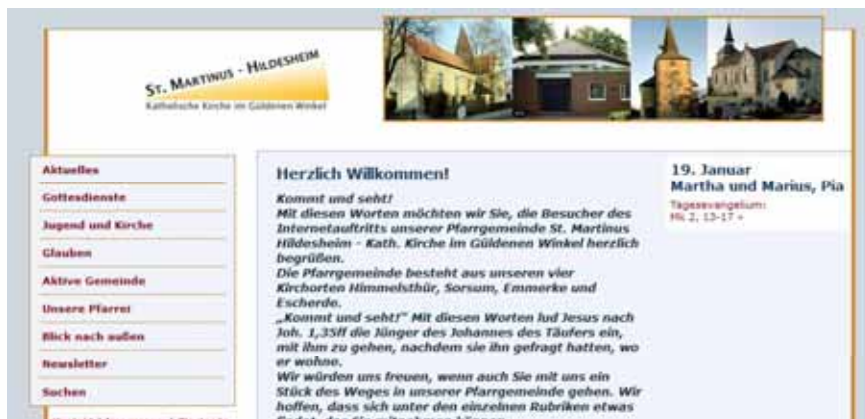 ST. MARTINUS - HILDESHEIM
Katholische Kirche im Güldenen Winkel
Aktuelles
Gottesdienste
Jugend und Kirche
Glauben
Aktive Gemeinde
Unsere Pfarrei
Blick nach außen
Newsletter
Suchen
Herzlich Willkommen!
Kommt und seht!
Mit diesen Worten möchten wir Sie, die Besucher des
Internetauftritts unserer Pfarrgemeinde St. Martinus
Hildesheim - Kath. Kirche im Güldenen Winkel herzlich
begrüßen.
Die Pfarrgemeinde besteht aus unseren vier
Kirchorten Himmelsthür, Sorsum, Emmerke und
Escherde.
„Kommt und seht!" Mit diesen Worten lud Jesus nach
Joh. 1,35ff die Jünger des Johannes des Täufers ein,
mit ihm zu gehen, nachdem sie ihn gefragt hatten, wo
er wohne.
Wir würden uns freuen, wenn auch Sie mit uns ein
Stück des Weges in unserer Pfarrgemeinde gehen. Wir
hoffen, dass sich unter den einzelnen Rubriken etwas
19. Januar
Martha und Marius, Pia
Tagesevangelium:
Mk 2, 13-17 »